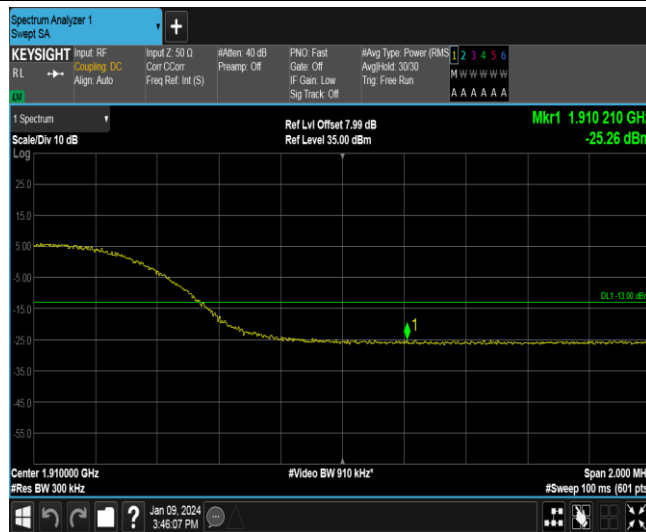 Spectrum Analyzer 1
Swept SA
+
KEYSIGHT Input: RF Input Z: 50 Ω #Atten: 40 dB PNO: Fast #Avg Type: Power (RMS 1 2 3 4 5 6
RL Coupling: DC Corr CCorr Preamp: Off Gate: Off Avg|Hold: 30/30 M W W W W W
Align: Auto Freq Ref: Int (S) IF Gain: Low Trig: Free Run
Sig Track: Off A A A A A A
1 Spectrum
Ref Lvl Offset 7.99 dB Mkr1 1.910 210 GHz
Scale/Div 10 dB Ref Level 35.00 dBm -25.26 dBm
Log
25.0
15.0
5.00
-5.00
DL1 -13.00 dBm
-15.0
1
-25.0
-35.0
-45.0
-55.0
Center 1.910000 GHz #Video BW 910 kHz* Span 2.000 MH
#Res BW 300 kHz #Sweep 100 ms (601 pts
? Jan 09, 2024
3:46:07 PM